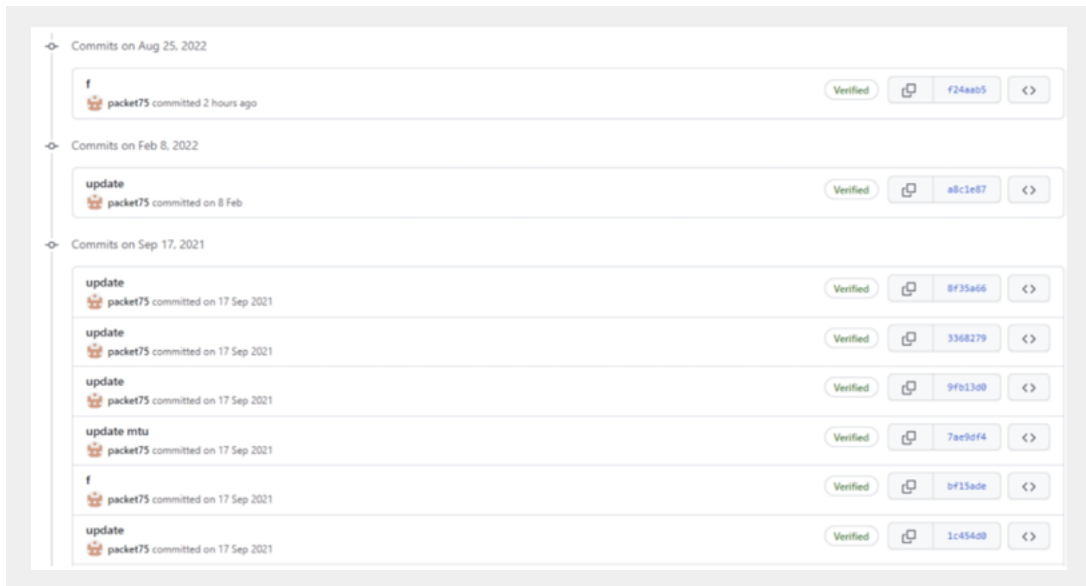 Commits on Aug 25, 2022
f
Verified
f24aab5
packet75 committed 2 hours ago
Commits on Feb 8, 2022
update
Verified
a8c1e87
packet75 committed on 8 Feb
Commits on Sep 17, 2021
update
Verified
8f35a66
packet75 committed on 17 Sep 2021
update
Verified
3368279
packet75 committed on 17 Sep 2021
update
Verified
9fb13d0
packet75 committed on 17 Sep 2021
update mtu
Verified
7ae9df4
packet75 committed on 17 Sep 2021
f
Verified
bf15ade
packet75 committed on 17 Sep 2021
update
Verified
1c454d0
packet75 committed on 17 Sep 2021